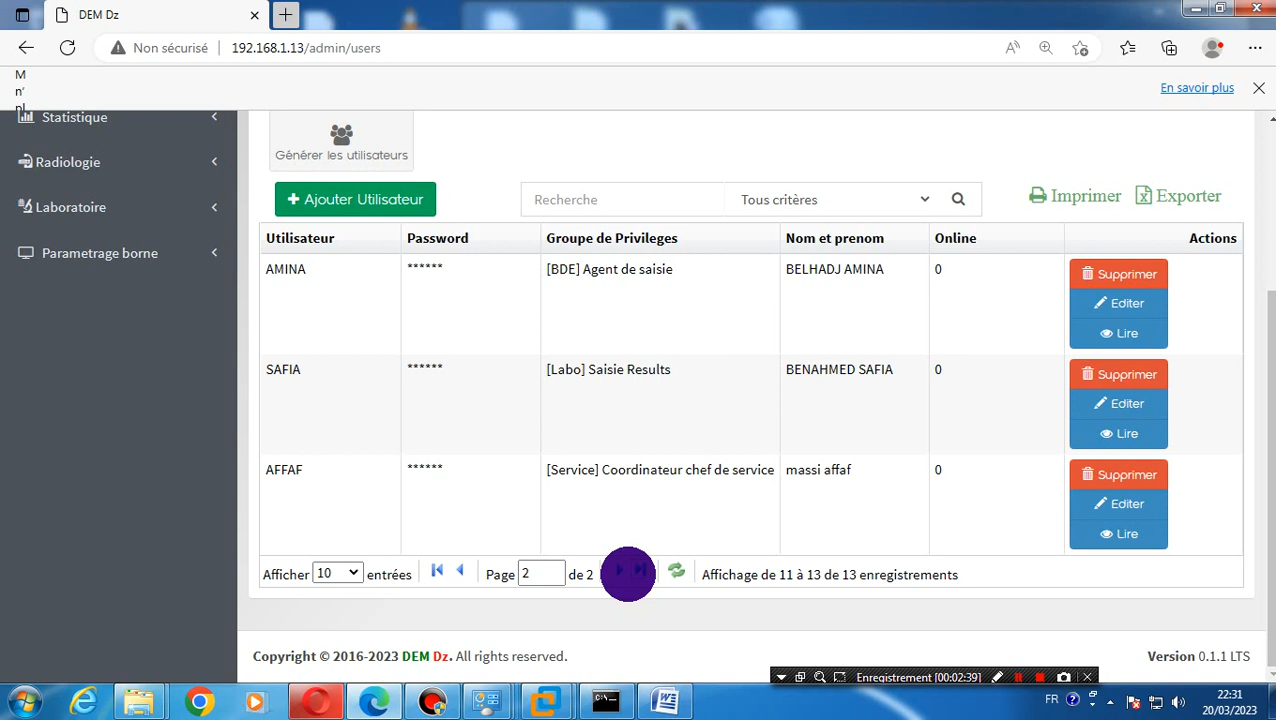 DEM Dz
Non sécurisé 192.168.1.13/admin/users
M
n'
En savoir plus
Statistique
Radiologie
Laboratoire
Parametrage borne
Générer les utilisateurs
Ajouter Utilisateur Recherche Tous critères Imprimer Exporter
Utilisateur Password Groupe de Privileges Nom et prenom Online Actions
AMINA ****** [BDE] Agent de saisie BELHADJ AMINA 0 Supprimer
Editer
Lire
SAFIA ****** [Labo] Saisie Results BENAHMED SAFIA 0 Supprimer
Editer
Lire
AFFAF ****** [Service] Coordinateur chef de service massi affaf 0 Supprimer
Editer
Lire
Afficher 10 entrées Page 2 de 2 Affichage de 11 à 13 de 13 enregistrements
Copyright © 2016-2023 DEM Dz. All rights reserved. Version 0.1.1 LTS
Enregistrement [00:02:39]
FR 22:31
20/03/2023